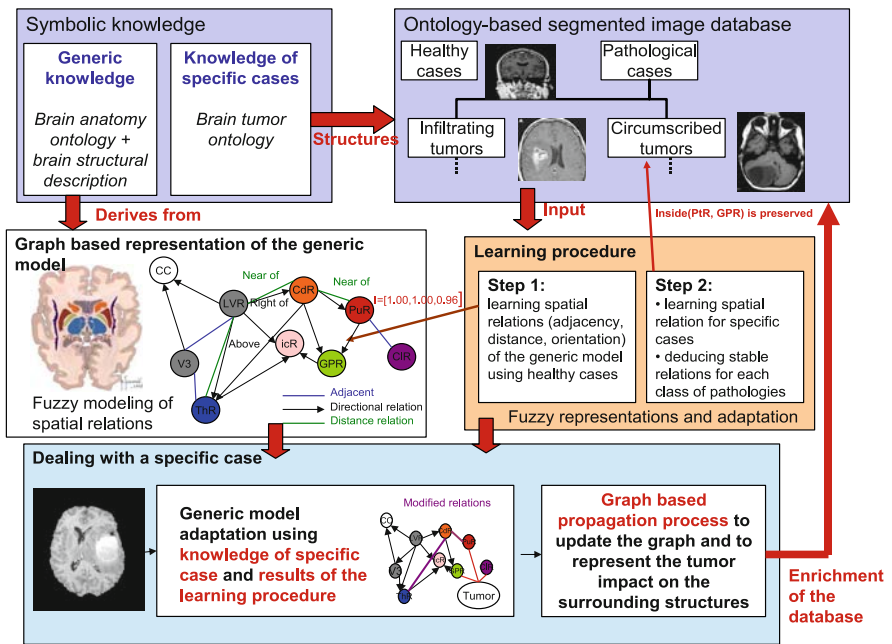 Symbolic knowledge
Generic
knowledge
Brain anatomy
ontology +
brain structural
description
Knowledge of
specific cases
Brain tumor
ontology
Structures
Ontology-based segmented image database
Healthy
cases
Pathological
cases
Infiltrating
tumors
Circumscribed
tumors
Derives from
Input
Inside(PtR, GPR) is preserved
Graph based representation of the generic
model
CC
Near of
Near of
CdR
LVR
Right of
PuR
I=[1.00,1.00,0.96]
Above
icR
V3
GPR
ClR
ThR
Adjacent
Directional relation
Distance relation
Fuzzy modeling of
spatial relations
Learning procedure
Step 1:
learning spatial
relations (adjacency,
distance, orientation)
of the generic model
using healthy cases
Step 2:
• learning spatial
relation for specific
cases
• deducing stable
relations for each
class of pathologies
Fuzzy representations and adaptation
Dealing with a specific case
Generic model
adaptation using
knowledge of specific
case and results of the
learning procedure
Modified relations
CdR
PuR
V3
icR
GPR
ThR
Tumor
Graph based
propagation process to
update the graph and to
represent the tumor
impact on the
surrounding structures
Enrichment
of the
database